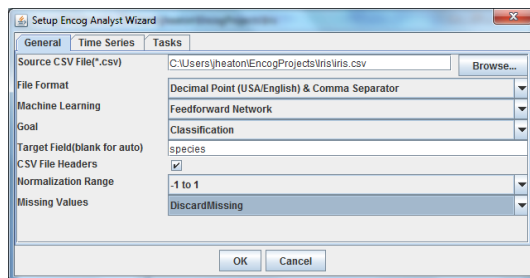 Setup Encog Analyst Wizard
General Time Series Tasks
Source CSV File(*.csv) C:\Users\jheaton\EncogProjects\Iris\iris.csv Browse...
File Format Decimal Point (USA/English) & Comma Separator
Machine Learning Feedforward Network
Goal Classification
Target Field(blank for auto) species
CSV File Headers
Normalization Range -1 to 1
Missing Values DiscardMissing
OK Cancel